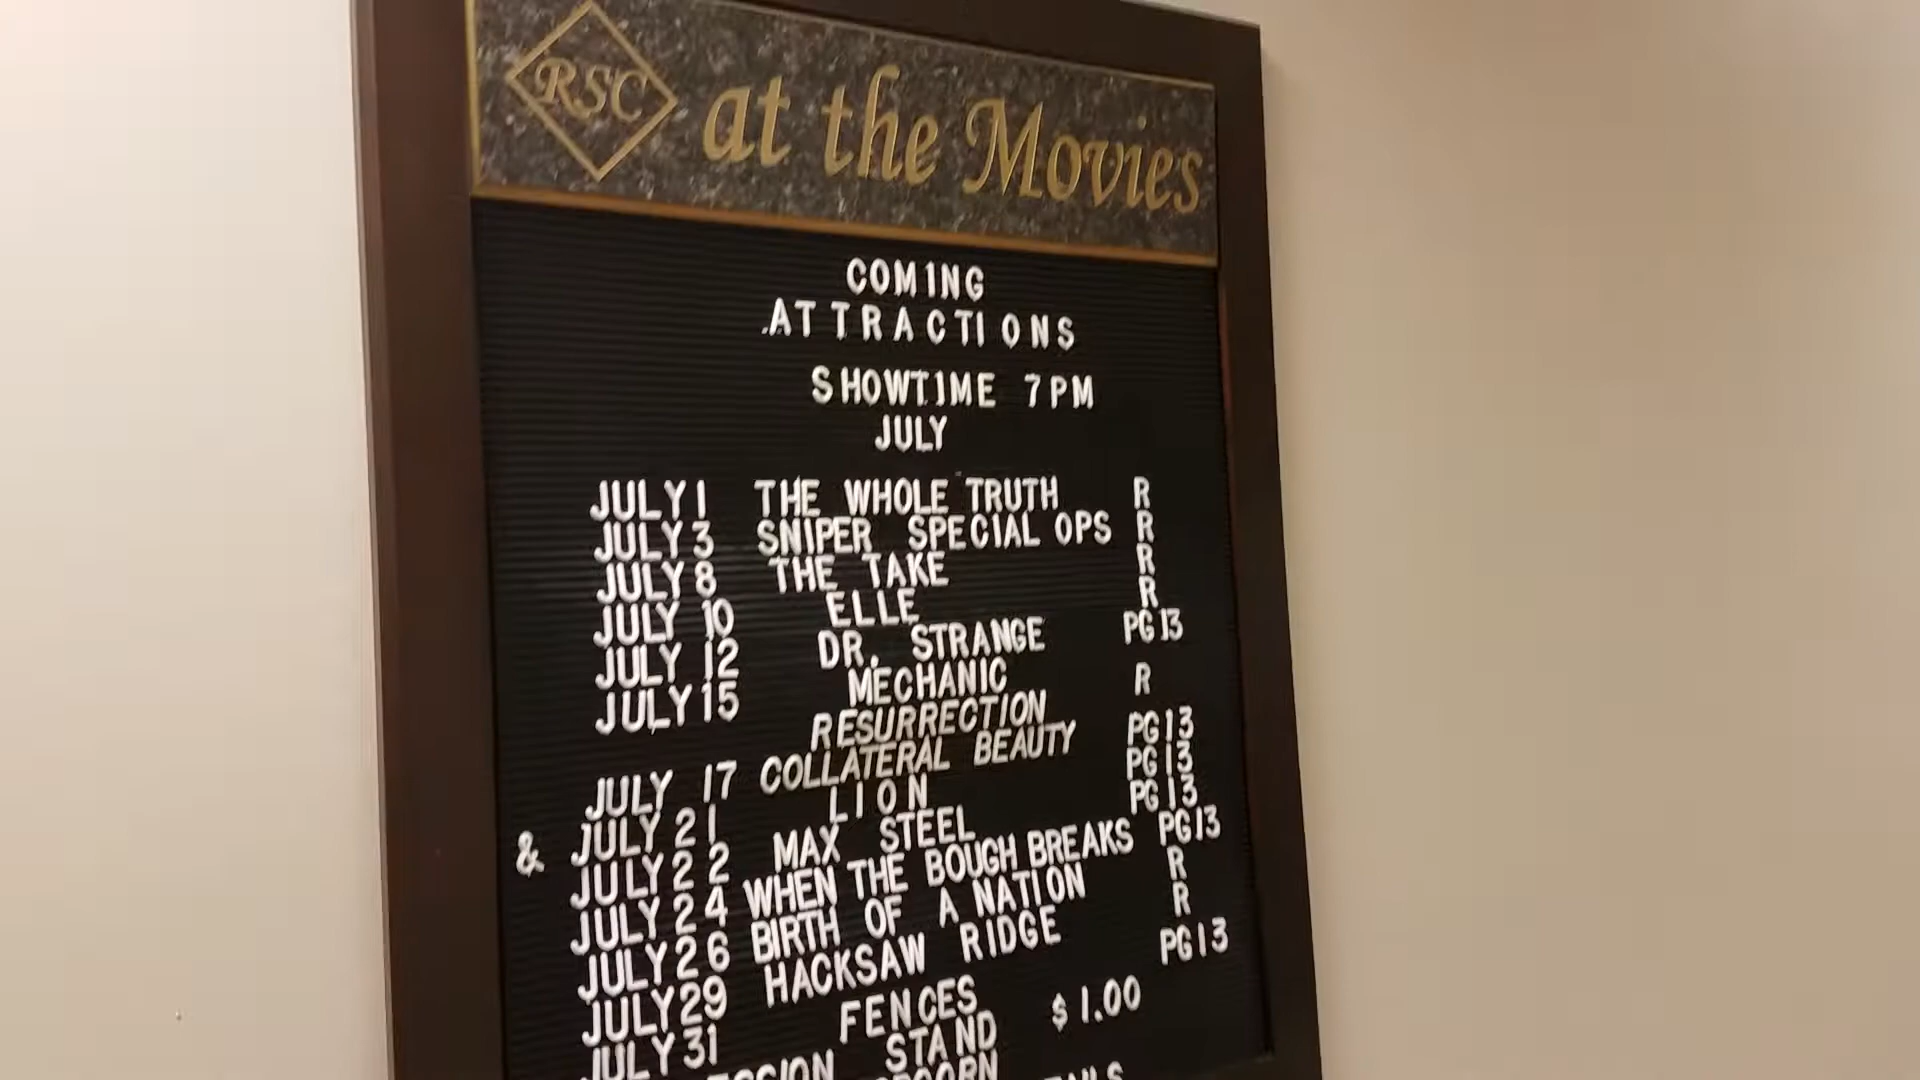 RSC at the Movies
COMING
ATTRACTIONS
SHOWTIME 7PM
JULY
JULY 1 THE WHOLE TRUTH R
JULY 3 SNIPER SPECIAL OPS R
JULY 8 THE TAKE R
JULY 10 ELLE R
JULY 12 DR. STRANGE PG13
JULY 15 MECHANIC R
RESURRECTION
JULY 17 COLLATERAL BEAUTY PG13
& JULY 21 LION PG13
JULY 22 MAX STEEL PG13
JULY 24 WHEN THE BOUGH BREAKS PG13
JULY 26 BIRTH OF A NATION R
JULY 29 HACKSAW RIDGE R
JULY 31 FENCES PG13
STAND $1.00